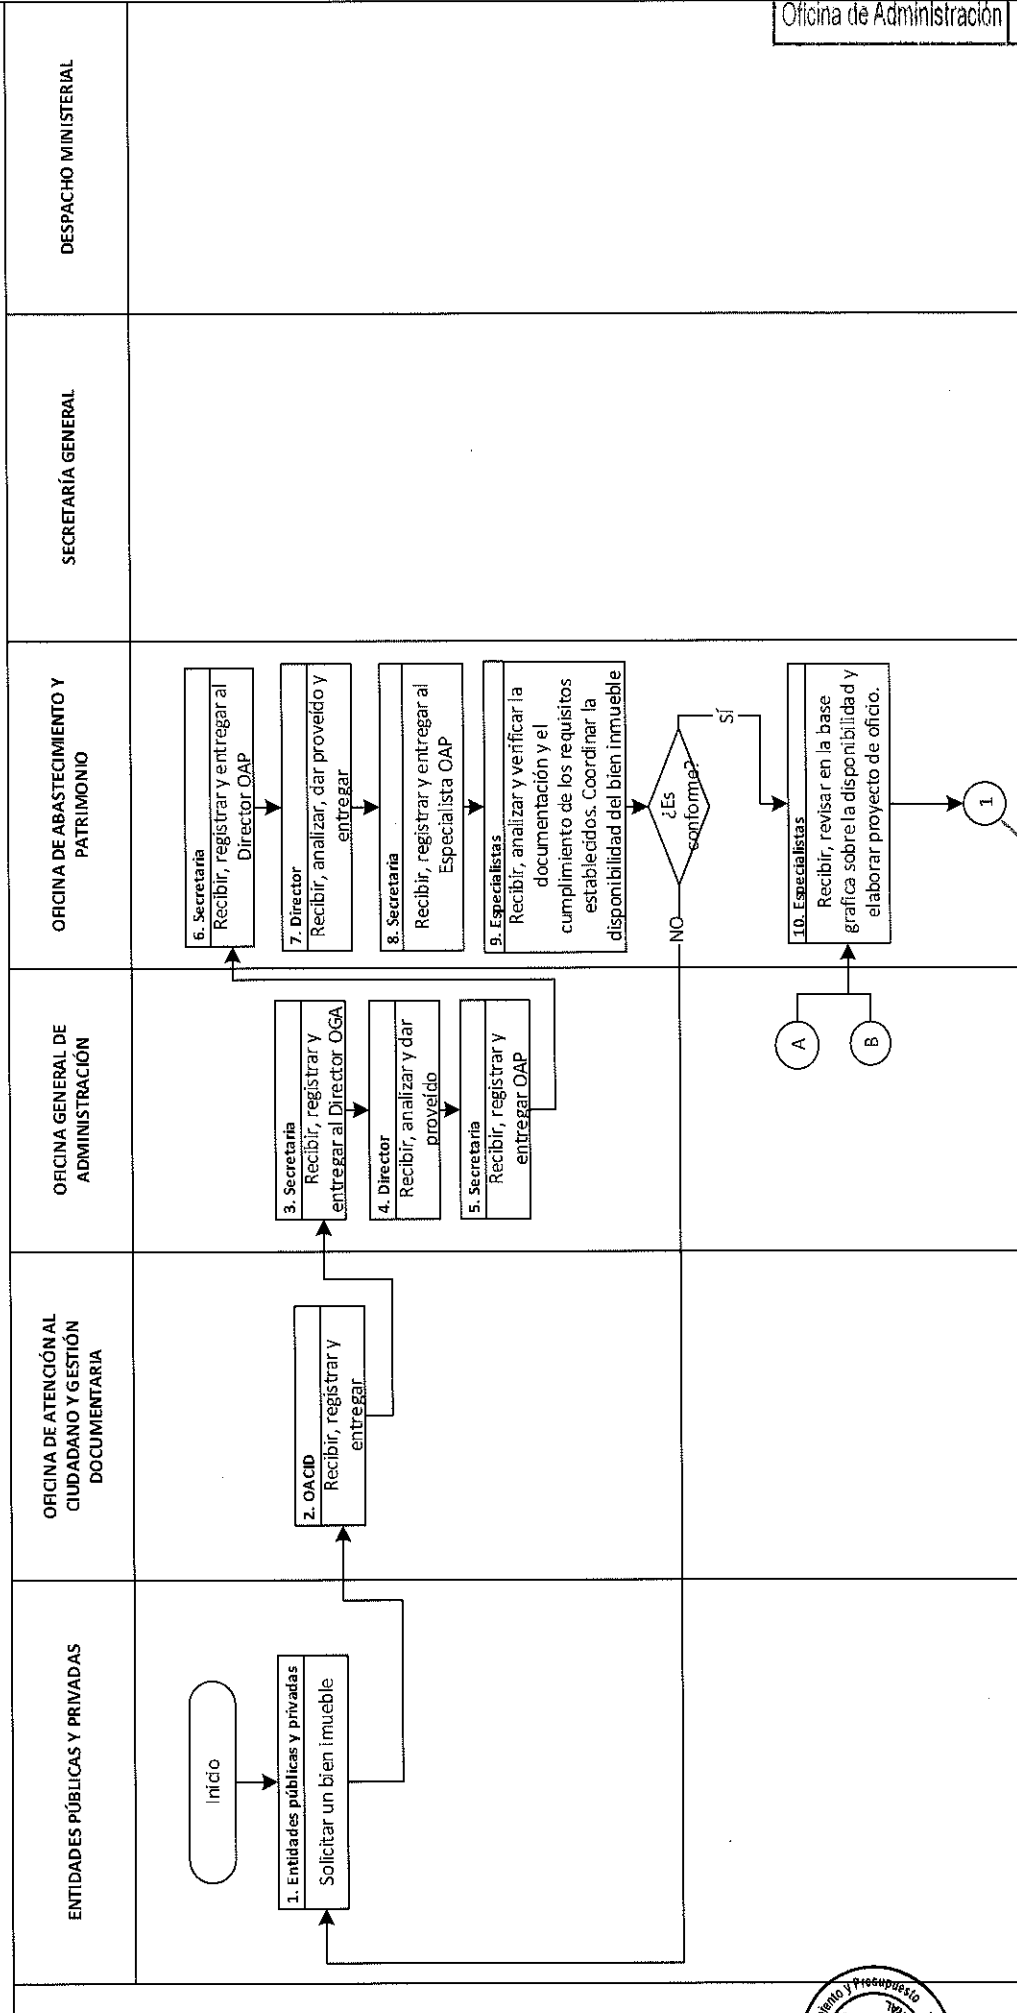 Oficina de Administración
ENTIDADES PÚBLICAS Y PRIVADAS
OFICINA DE ATENCIÓN AL
CIUDADANO Y GESTIÓN
DOCUMENTARIA
OFICINA GENERAL DE
ADMINISTRACIÓN
OFICINA DE ABASTECIMIENTO Y
PATRIMONIO
SECRETARÍA GENERAL
DESPACHO MINISTERIAL
Inicio
1. Entidades públicas y privadas
Solicitar un bien imueble
2. OACID
Recibir, registrar y
entregar
3. Secretaria
Recibir, registrar y
entregar al Director OGA
4. Director
Recibir, analizar y dar
proveído
5. Secretaria
Recibir, registrar y
entregar OAP
6. Secretaria
Recibir, registrar y entregar al
Director OAP
7. Director
Recibir, analizar, dar proveído y
entregar
8. Secretaria
Recibir, registrar y entregar al
Especialista OAP
9. Especialistas
Recibir, analizar y verificar la
documentación y el
cumplimiento de los requisitos
establecidos. Coordinar la
disponibilidad del bien inmueble
¿Es
conforme?
NO
SÍ
10. Especialistas
Recibir, revisar en la base
grafica sobre la disponibilidad y
elaborar proyecto de oficio.
A
B
1
y Presupuesto